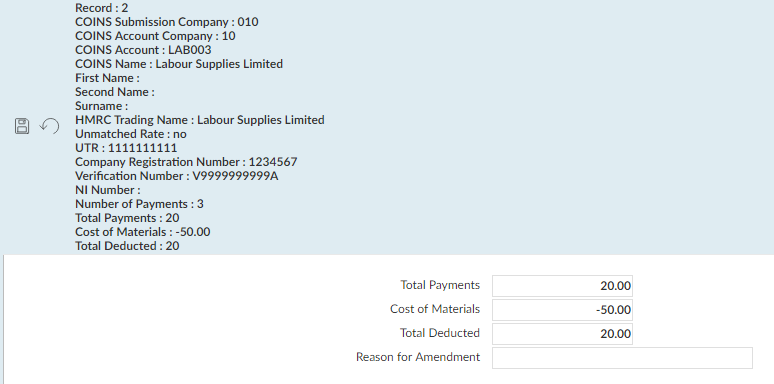 Record : 2
COINS Submission Company : 010
COINS Account Company : 10
COINS Account : LAB003
COINS Name : Labour Supplies Limited
First Name :
Second Name :
Surname :
HMRC Trading Name : Labour Supplies Limited
Unmatched Rate : no
UTR : 1111111111
Company Registration Number : 1234567
Verification Number : V9999999999A
NI Number :
Number of Payments : 3
Total Payments : 20
Cost of Materials : -50.00
Total Deducted : 20
Total Payments 20.00
Cost of Materials -50.00
Total Deducted 20.00
Reason for Amendment